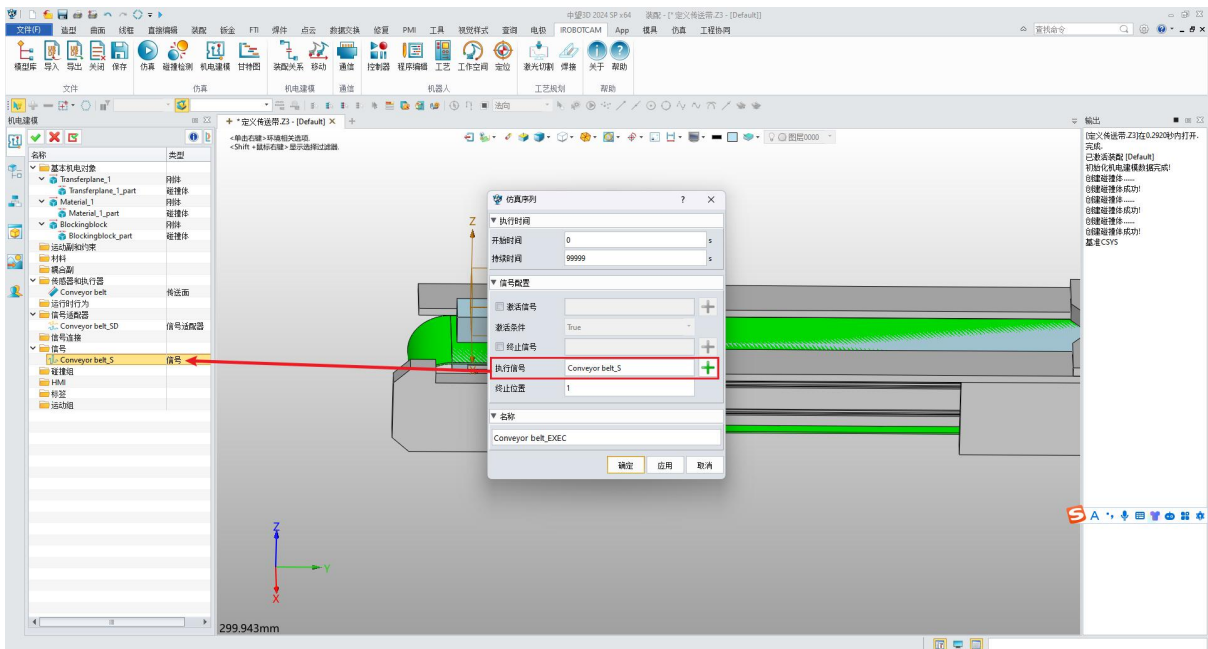 中望3D 2024 SP x64 装配 - [* 定义传送带.Z3 - [Default]]
文件(F) 造型 曲面 线框 直接编辑 装配 钣金 FTI 焊件 点云 数据交换 修复 PMI 工具 视觉样式 查询 电极 IROBOTCAM App 模具 仿真 工程协同 查找命令
模型库 导入 导出 关闭 保存 仿真 碰撞检测 机电建模 甘特图 装配关系 移动 通信 控制器 程序编辑 工艺 工作空间 定位 激光切割 焊接 关于 帮助
文件 仿真 机电建模 通信 机器人 工艺规划 帮助
法向
机电建模
+ * 定义传送带.Z3 - [Default] × +
输出
<单击右键>环境相关选项.
<Shift +鼠标右键>显示选择过滤器.
图层0000
名称 类型
基本机电对象
Transferplane_1 刚体
Transferplane_1_part 碰撞体
Material_1 刚体
Material_1_part 碰撞体
Blockingblock 刚体
Blockingblock_part 碰撞体
运动副和约束
材料
耦合副
传感器和执行器
Conveyor belt 传送面
运行时行为
信号适配器
Conveyor belt_SD 信号适配器
信号连接
信号
Conveyor belt_S 信号
碰撞组
HMI
标签
运动组
仿真序列 ? ×
执行时间
开始时间 0 s
持续时间 99999 s
信号配置
激活信号
激活条件 True
终止信号
执行信号 Conveyor belt_S
终止位置 1
名称
Conveyor belt_EXEC
确定 应用 取消
Z
Z
Y
X
299.943mm
[定义传送带.Z3]在0.2920秒内打开.
完成.
已激活装配 [Default]
初始化机电建模数据完成!
创建碰撞体......
创建碰撞体成功!
创建碰撞体......
创建碰撞体成功!
创建碰撞体......
创建碰撞体成功!
基准CSYS
S A